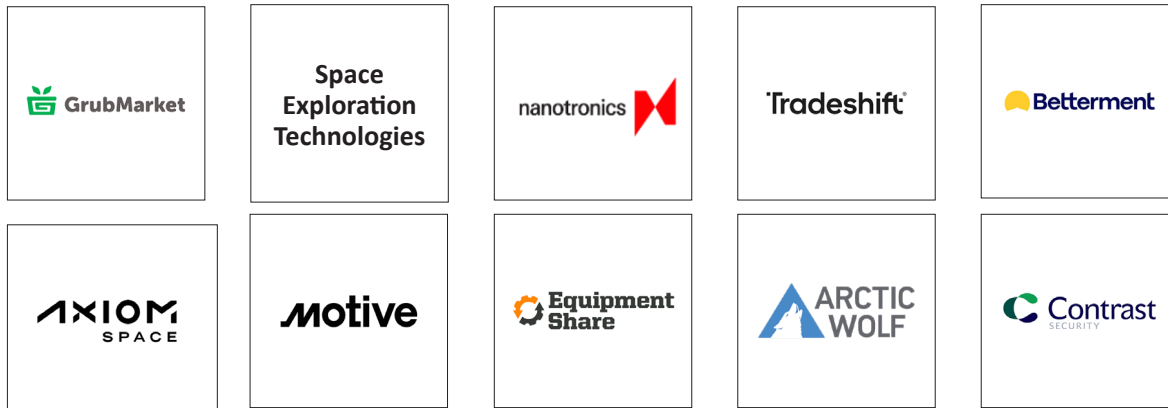 GrubMarket
Space
Exploration
Technologies
nanotronics
Tradeshift®
Betterment
AXIOM
SPACE
motive
Equipment
Share
ARCTIC
WOLF
Contrast
SECURITY